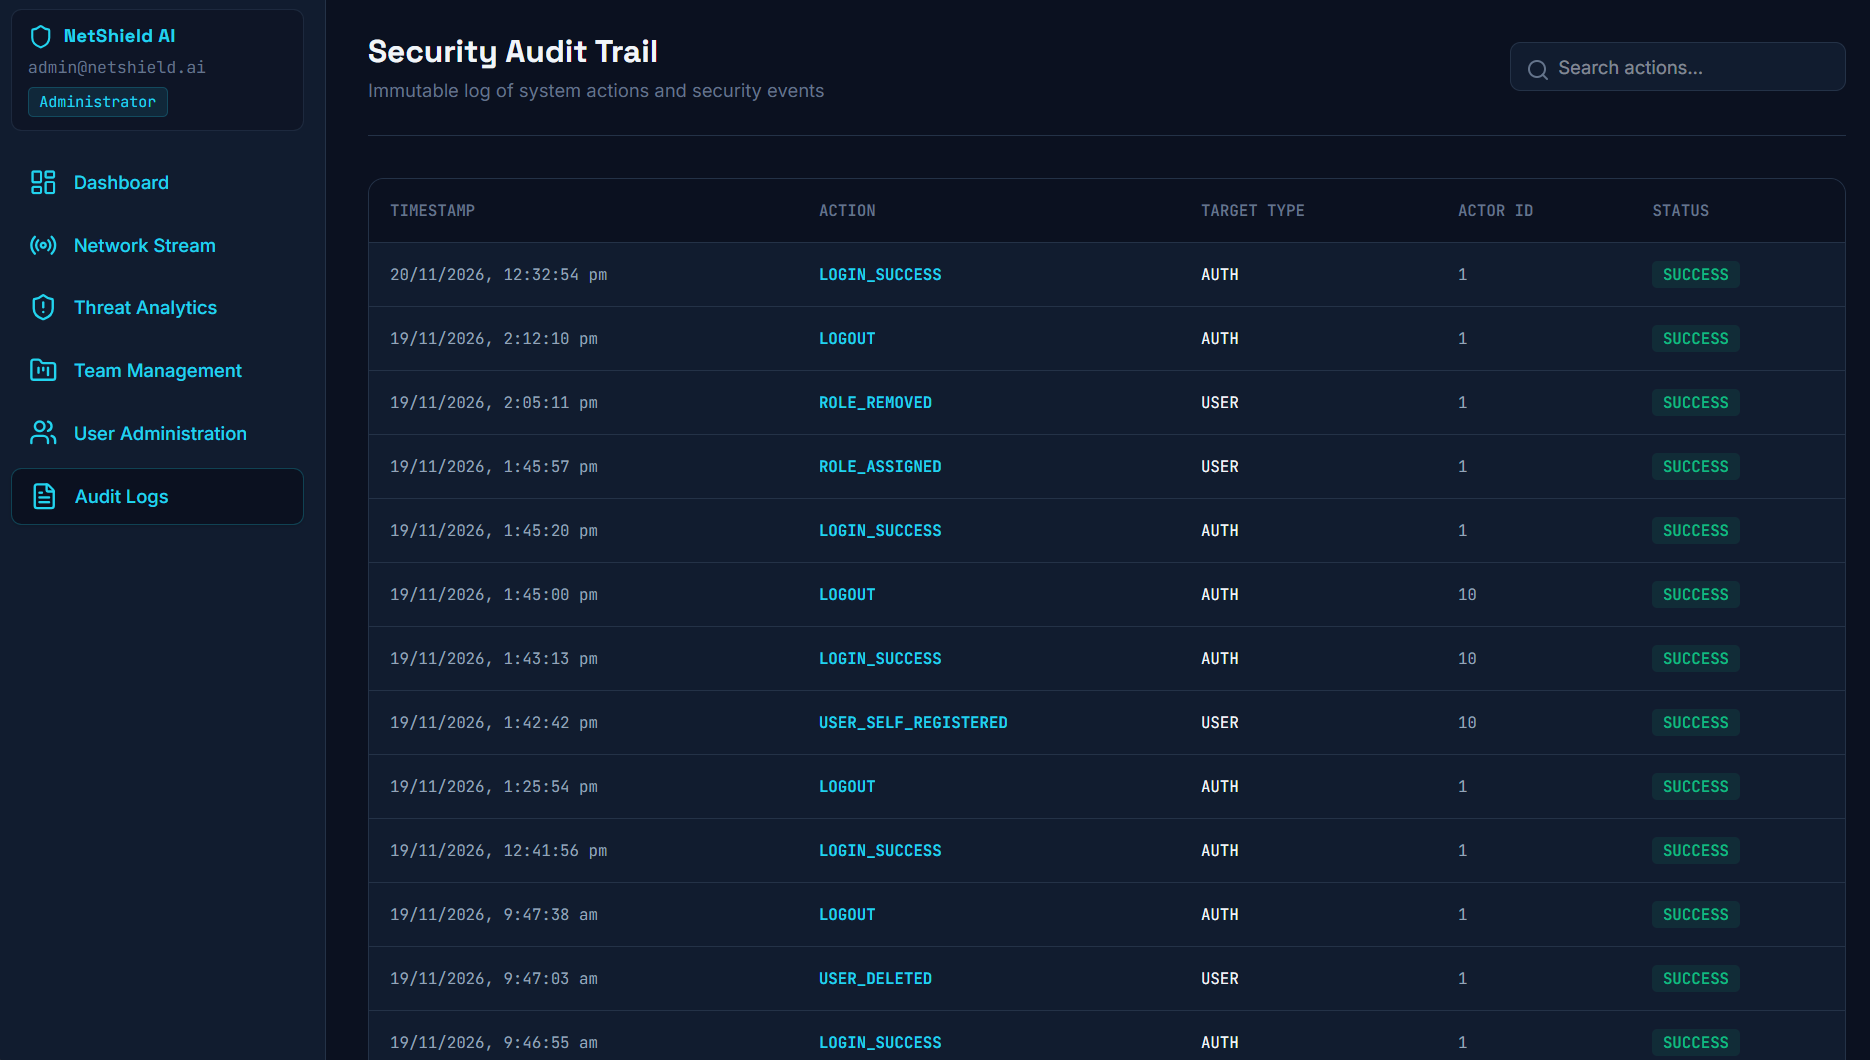 NetShield AI
admin@netshield.ai
Administrator
Dashboard
Network Stream
Threat Analytics
Team Management
User Administration
Audit Logs
Security Audit Trail
Immutable log of system actions and security events
Search actions...
TIMESTAMP ACTION TARGET TYPE ACTOR ID STATUS
20/11/2026, 12:32:54 pm LOGIN_SUCCESS AUTH 1 SUCCESS
19/11/2026, 2:12:10 pm LOGOUT AUTH 1 SUCCESS
19/11/2026, 2:05:11 pm ROLE_REMOVED USER 1 SUCCESS
19/11/2026, 1:45:57 pm ROLE_ASSIGNED USER 1 SUCCESS
19/11/2026, 1:45:20 pm LOGIN_SUCCESS AUTH 1 SUCCESS
19/11/2026, 1:45:00 pm LOGOUT AUTH 10 SUCCESS
19/11/2026, 1:43:13 pm LOGIN_SUCCESS AUTH 10 SUCCESS
19/11/2026, 1:42:42 pm USER_SELF_REGISTERED USER 10 SUCCESS
19/11/2026, 1:25:54 pm LOGOUT AUTH 1 SUCCESS
19/11/2026, 12:41:56 pm LOGIN_SUCCESS AUTH 1 SUCCESS
19/11/2026, 9:47:38 am LOGOUT AUTH 1 SUCCESS
19/11/2026, 9:47:03 am USER_DELETED USER 1 SUCCESS
19/11/2026, 9:46:55 am LOGIN_SUCCESS AUTH 1 SUCCESS